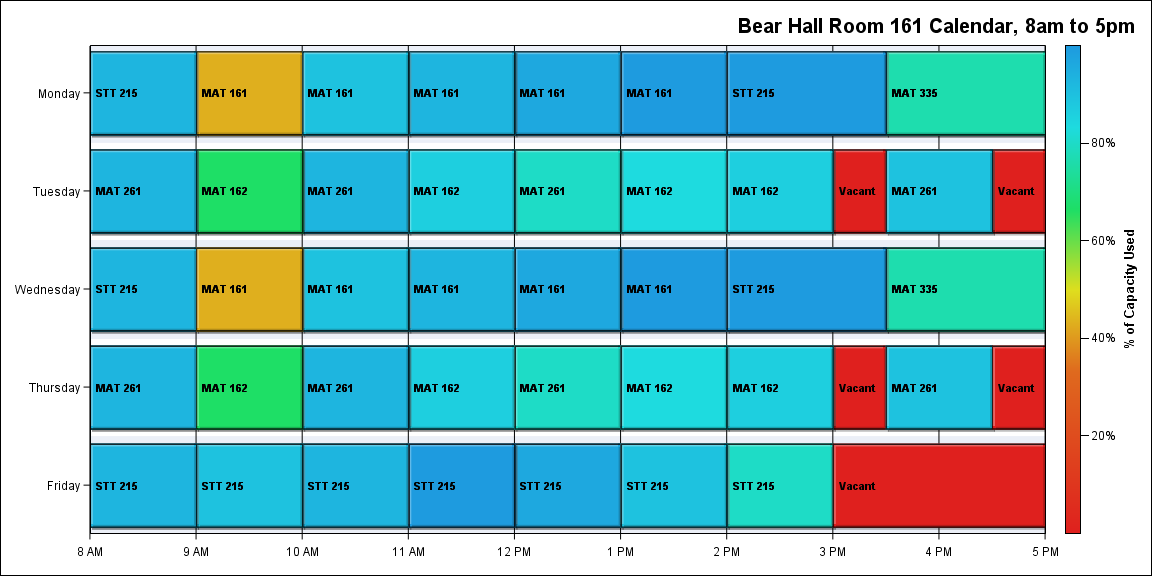 Bear Hall Room 161 Calendar, 8am to 5pm
Monday
STT 215
MAT 161
MAT 161
MAT 161
MAT 161
MAT 161
STT 215
MAT 335
Tuesday
MAT 261
MAT 162
MAT 261
MAT 162
MAT 261
MAT 162
MAT 162
Vacant
MAT 261
Vacant
Wednesday
STT 215
MAT 161
MAT 161
MAT 161
MAT 161
MAT 161
STT 215
MAT 335
Thursday
MAT 261
MAT 162
MAT 261
MAT 162
MAT 261
MAT 162
MAT 162
Vacant
MAT 261
Vacant
Friday
STT 215
STT 215
STT 215
STT 215
STT 215
STT 215
STT 215
Vacant
8 AM
9 AM
10 AM
11 AM
12 PM
1 PM
2 PM
3 PM
4 PM
5 PM
80%
60%
40%
20%
% of Capacity Used